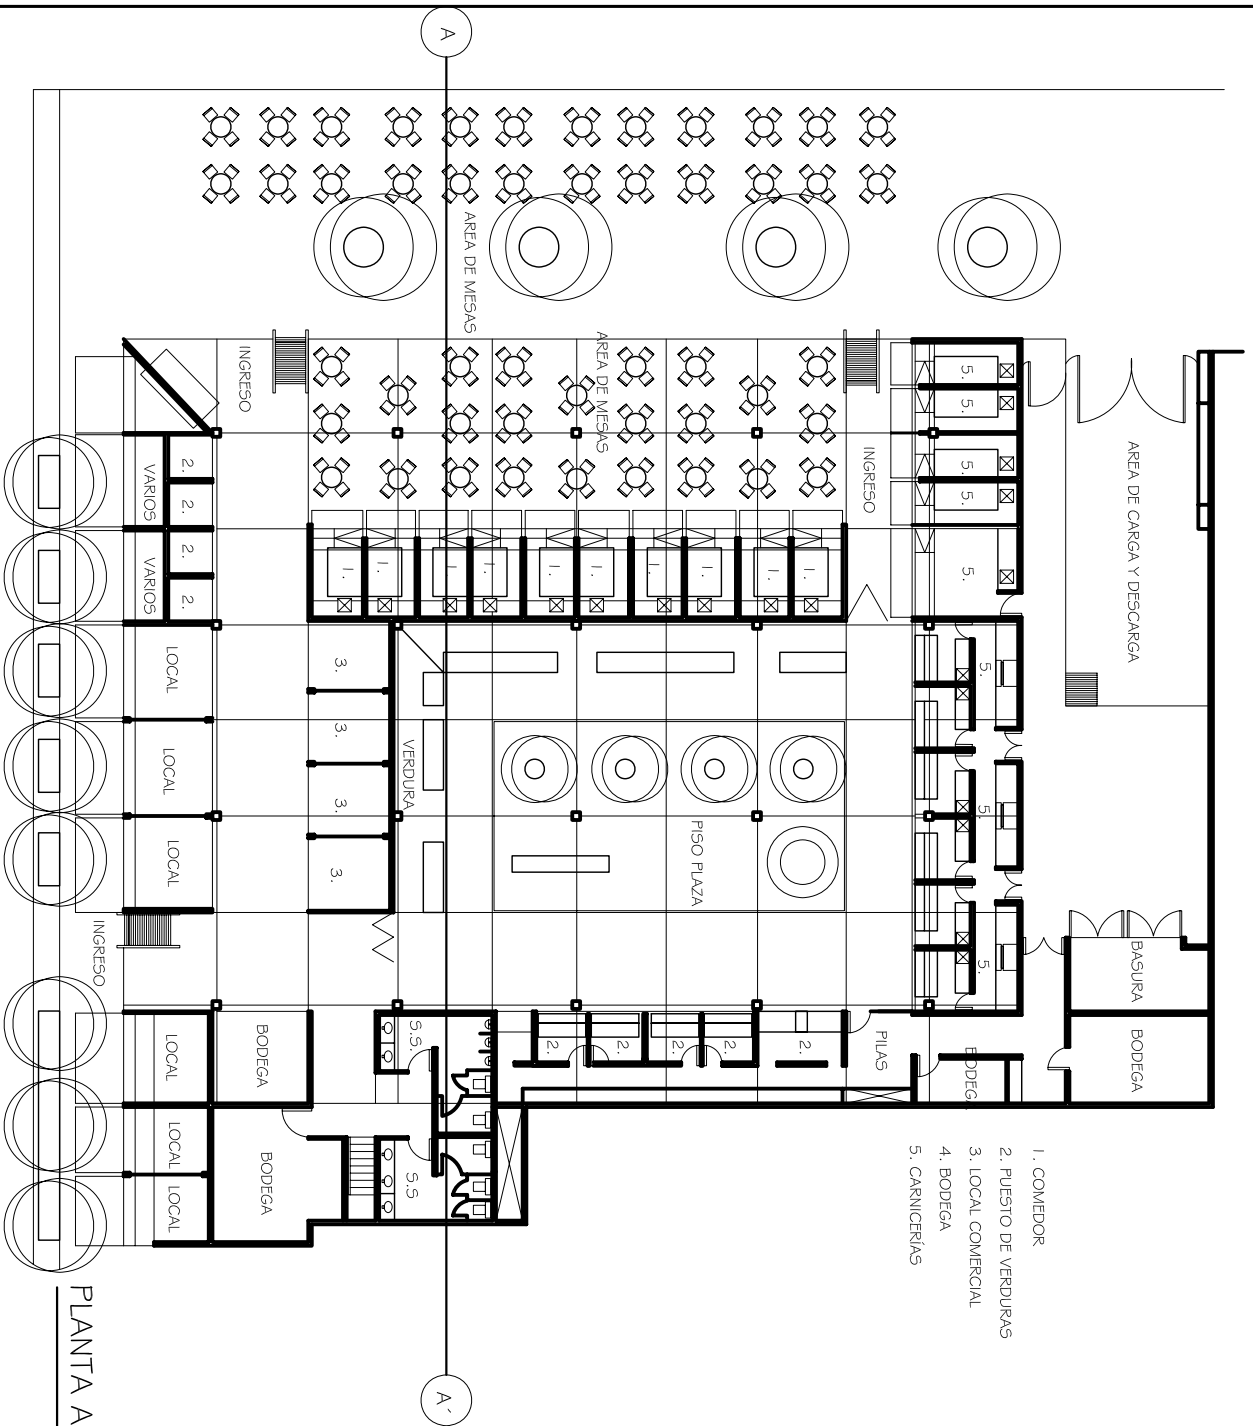 AREA DE CARGA Y DESCARGA
BASURA
BODEGA
1. COMEDOR
2. PUESTO DE VERDURAS
3. LOCAL COMERCIAL
4. BODEGA
5. CARNICERÍAS
5.
5.
5.
5.
5.
5.
5.
5.
BODEGA
INGRESO
PILAS
1.
1.
1.
1.
1.
1.
1.
1.
1.
1.
2.
2.
2.
2.
2.
PISO PLAZA
AREA DE MESAS
AREA DE MESAS
A
A´
VERDURA
S.S.
S.S
3.
3.
3.
3.
INGRESO
BODEGA
BODEGA
2.
2.
2.
2.
VARIOS
VARIOS
LOCAL
LOCAL
LOCAL
LOCAL
LOCAL
LOCAL
INGRESO
PLANTA A